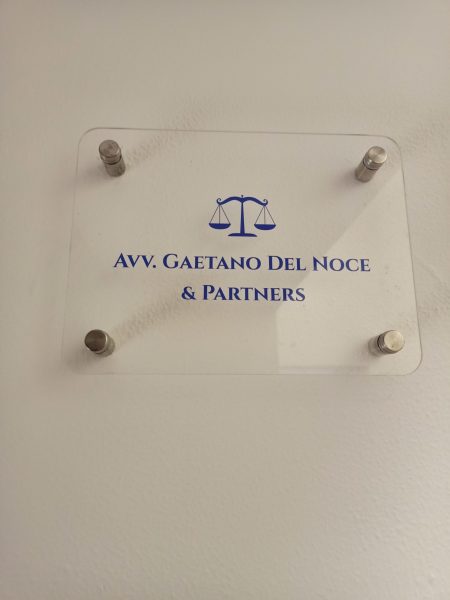 Avv. Gaetano Del Noce
& Partners